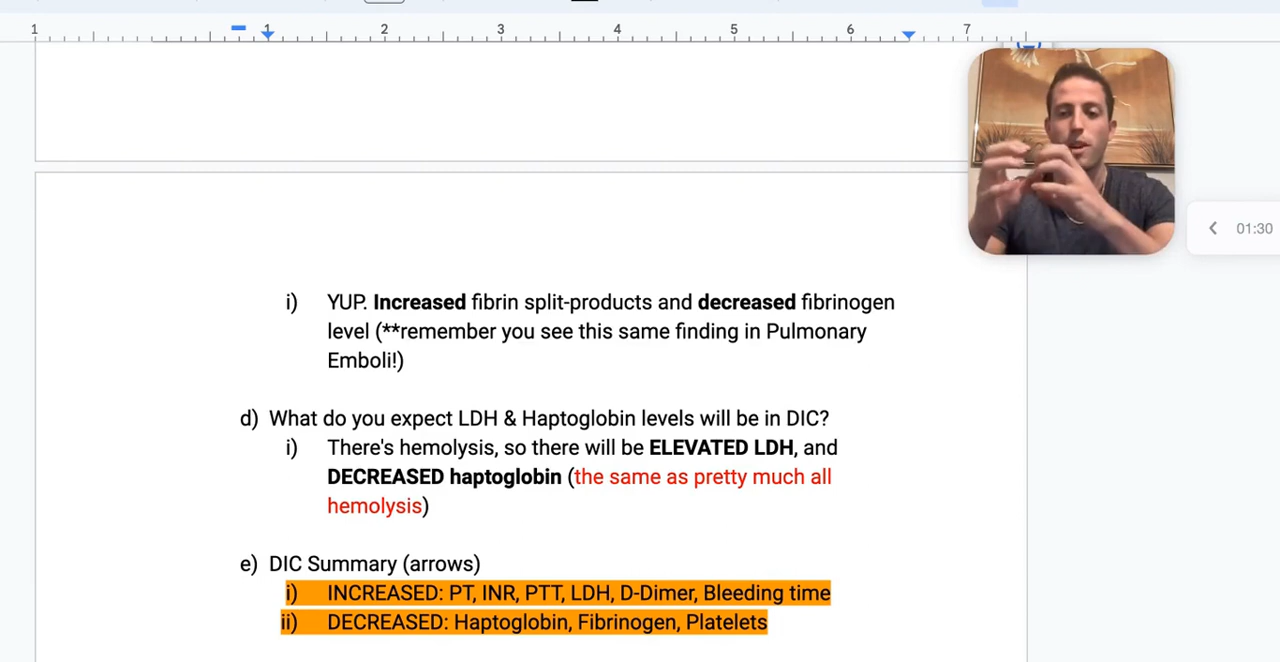 1 1 2 3 4 5 6 7
01:30
i) YUP. Increased fibrin split-products and decreased fibrinogen
level (**remember you see this same finding in Pulmonary
Emboli!)
d) What do you expect LDH & Haptoglobin levels will be in DIC?
i) There's hemolysis, so there will be ELEVATED LDH, and
DECREASED haptoglobin (the same as pretty much all
hemolysis)
e) DIC Summary (arrows)
i) INCREASED: PT, INR, PTT, LDH, D-Dimer, Bleeding time
ii) DECREASED: Haptoglobin, Fibrinogen, Platelets